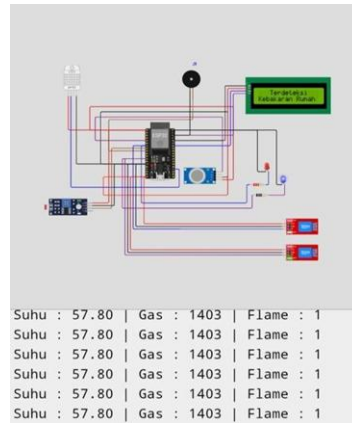 Terdeteksi
Kebakaran Rumah
Suhu : 57.80 | Gas : 1403 | Flame : 1
Suhu : 57.80 | Gas : 1403 | Flame : 1
Suhu : 57.80 | Gas : 1403 | Flame : 1
Suhu : 57.80 | Gas : 1403 | Flame : 1
Suhu : 57.80 | Gas : 1403 | Flame : 1
Suhu : 57.80 | Gas : 1403 | Flame : 1